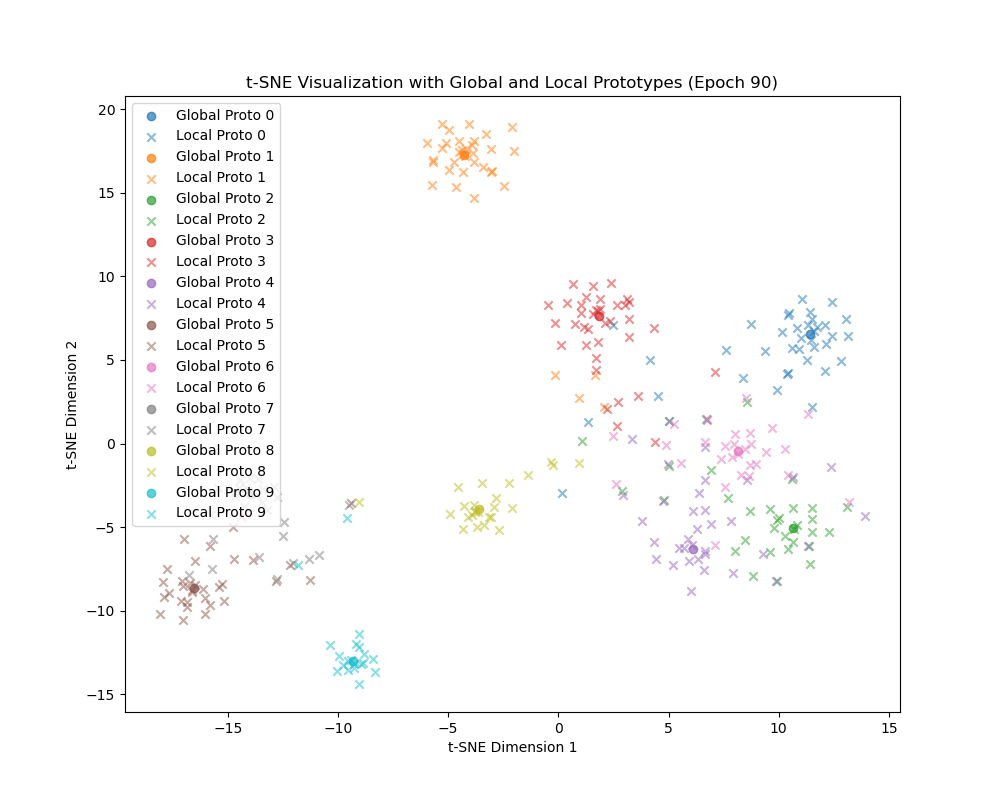 t-SNE Visualization with Global and Local Prototypes (Epoch 90)
20
15
10
5
0
−5
−10
−15
t-SNE Dimension 2
Global Proto 0
Local Proto 0
Global Proto 1
Local Proto 1
Global Proto 2
Local Proto 2
Global Proto 3
Local Proto 3
Global Proto 4
Local Proto 4
Global Proto 5
Local Proto 5
Global Proto 6
Local Proto 6
Global Proto 7
Local Proto 7
Global Proto 8
Local Proto 8
Global Proto 9
Local Proto 9
−15 −10 −5 0 5 10 15
t-SNE Dimension 1